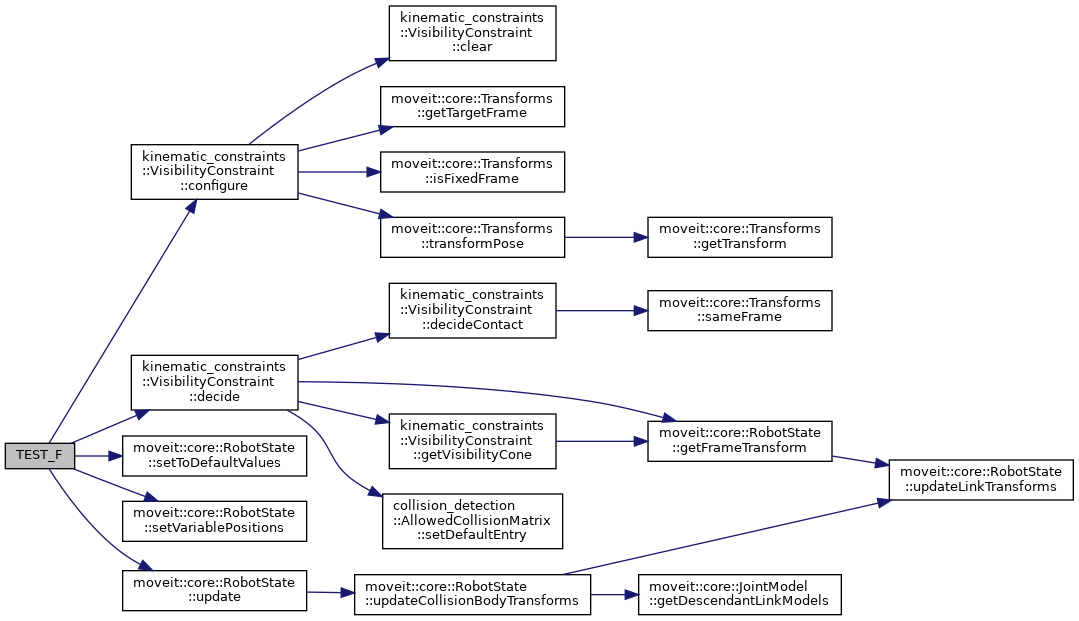 kinematic_constraints
::VisibilityConstraint
::clear
moveit::core::Transforms
::getTargetFrame
kinematic_constraints
::VisibilityConstraint
::configure
moveit::core::Transforms
::isFixedFrame
moveit::core::Transforms
::transformPose
moveit::core::Transforms
::getTransform
kinematic_constraints
::VisibilityConstraint
::decideContact
moveit::core::Transforms
::sameFrame
kinematic_constraints
::VisibilityConstraint
::decide
kinematic_constraints
::VisibilityConstraint
::getVisibilityCone
moveit::core::RobotState
::getFrameTransform
TEST_F
moveit::core::RobotState
::setToDefaultValues
moveit::core::RobotState
::updateLinkTransforms
moveit::core::RobotState
::setVariablePositions
collision_detection
::AllowedCollisionMatrix
::setDefaultEntry
moveit::core::RobotState
::update
moveit::core::RobotState
::updateCollisionBodyTransforms
moveit::core::JointModel
::getDescendantLinkModels